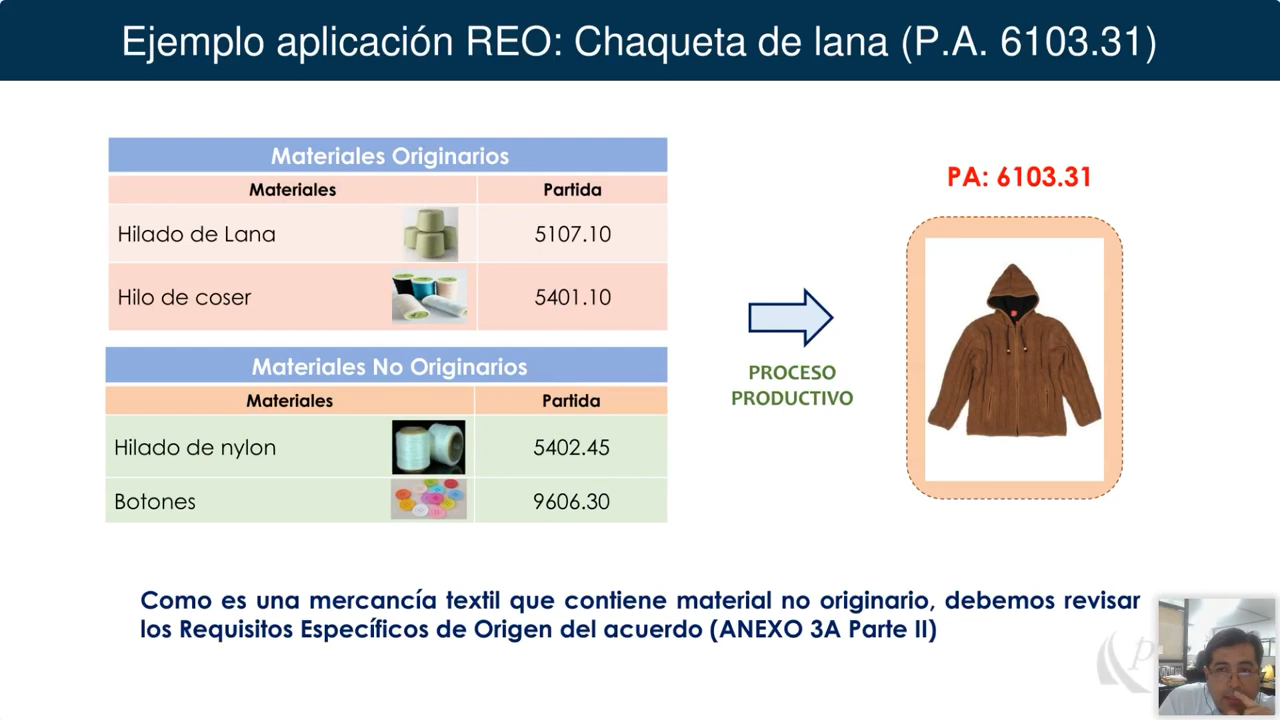 Ejemplo aplicación REO: Chaqueta de lana (P.A. 6103.31)
Materiales Originarios
Materiales Partida
Hilado de Lana 5107.10
Hilo de coser 5401.10
Materiales No Originarios
Materiales Partida
Hilado de nylon 5402.45
Botones 9606.30
PROCESO
PRODUCTIVO
PA: 6103.31
Como es una mercancía textil que contiene material no originario, debemos revisar
los Requisitos Específicos de Origen del acuerdo (ANEXO 3A Parte II)